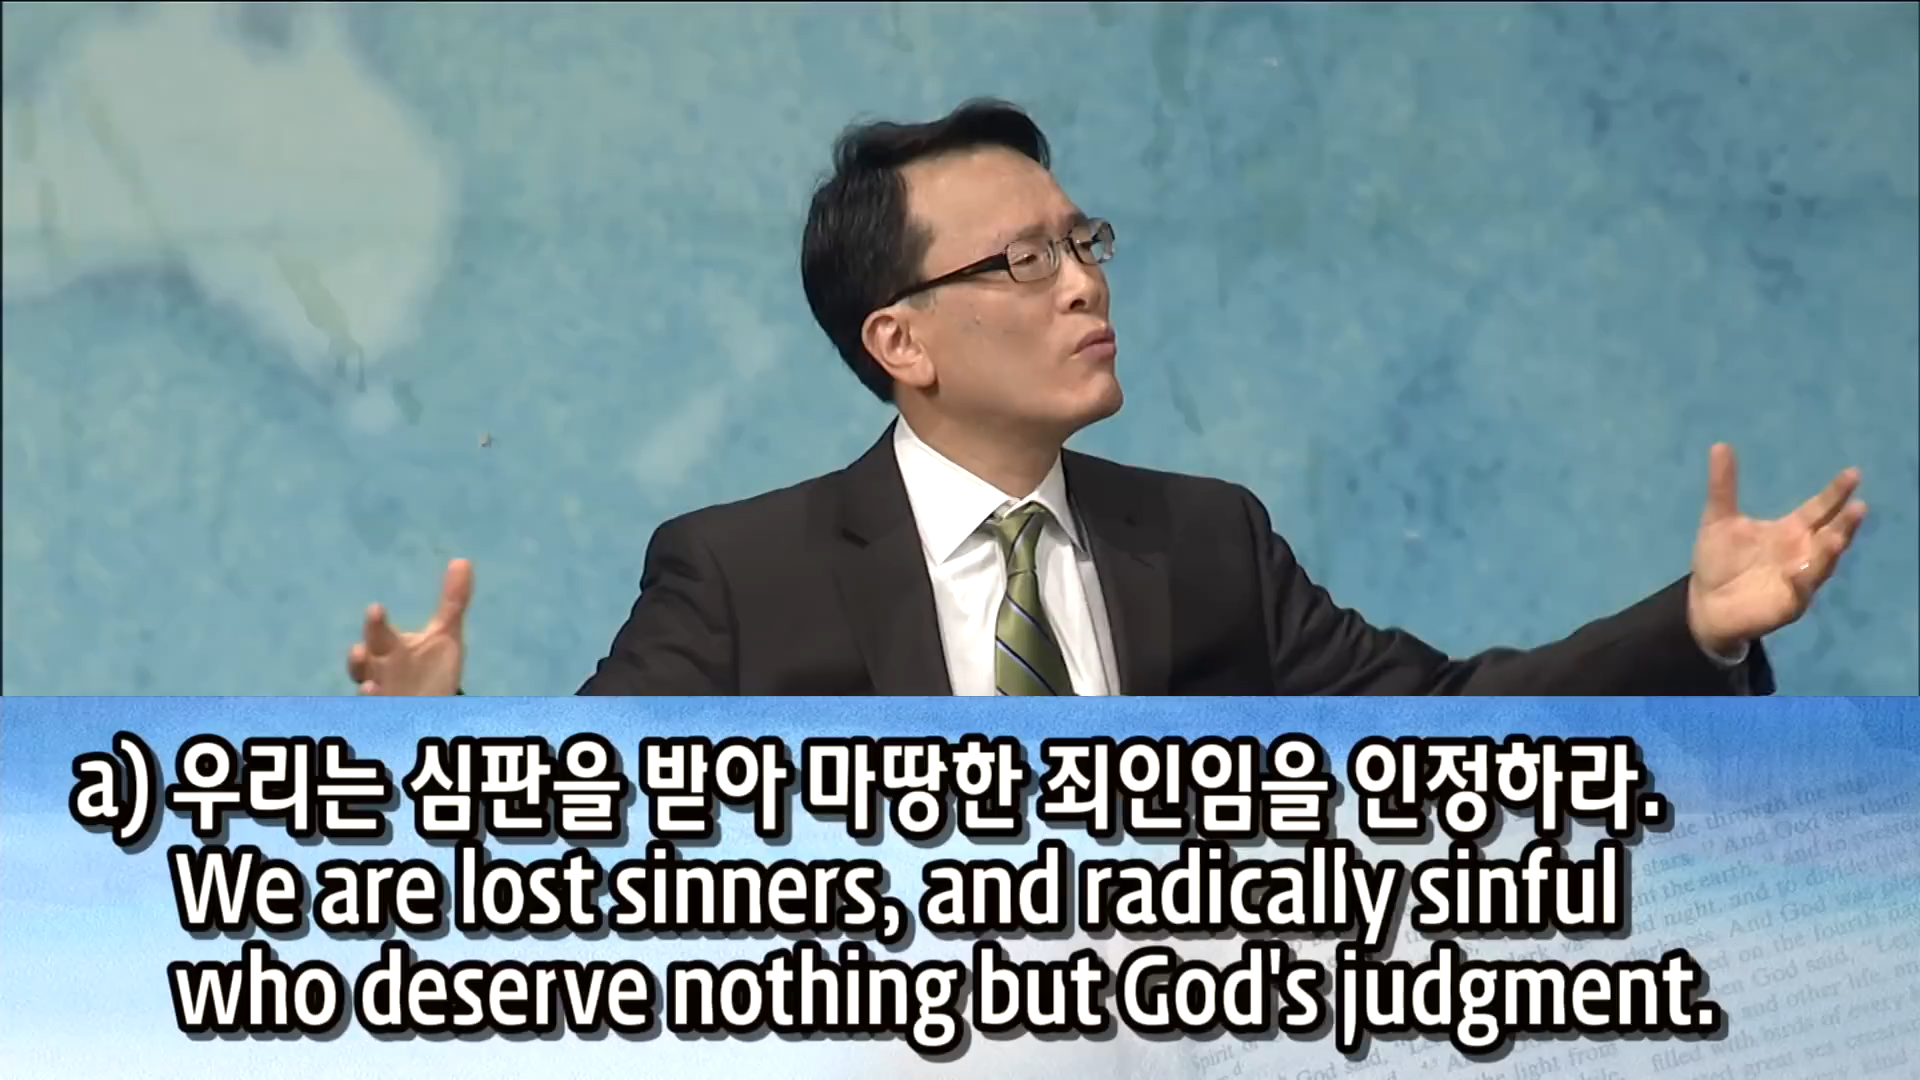 a) 우리는 심판을 받아 마땅한 죄인임을 인정하라.
We are lost sinners, and radically sinful
who deserve nothing but God's judgment.